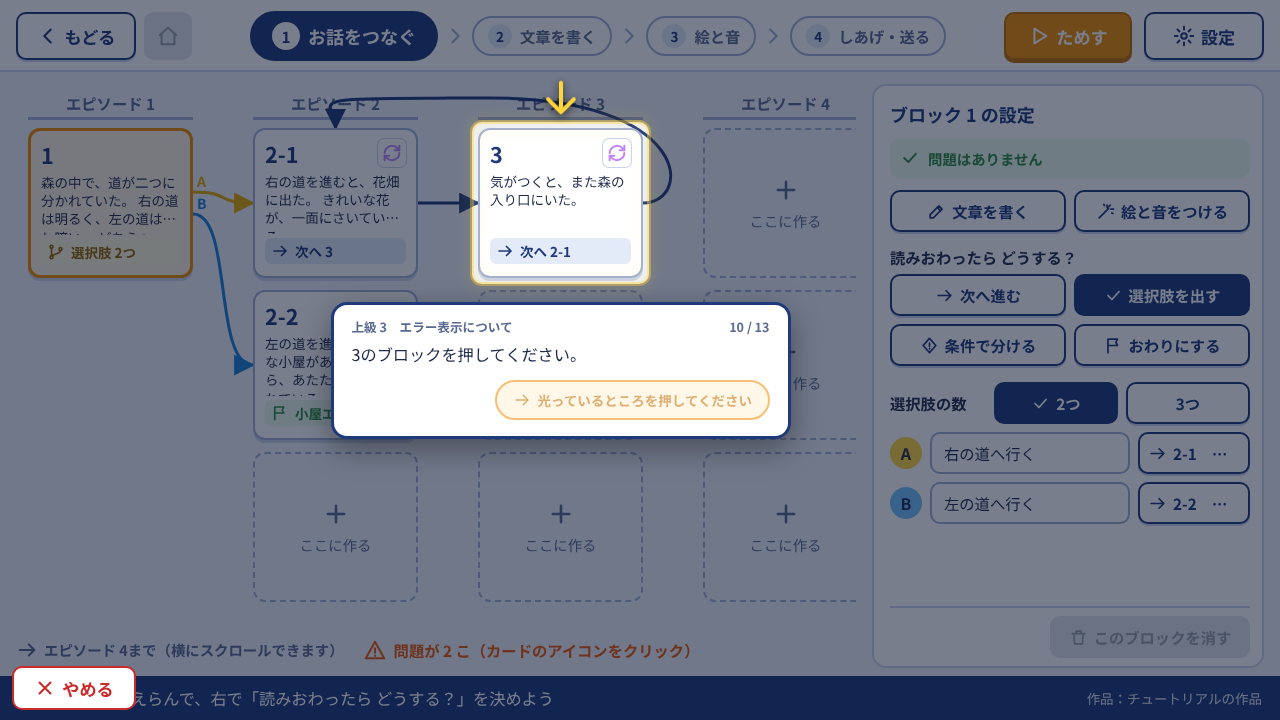 もどる
1 お話をつなぐ
2 文章を書く
3 絵と音
4 しあげ・送る
ためす
設定
エピソード 1
エピソード 2
エピソード 3
エピソード 4
1
森の中で、道が二つに
分かれていた。 右の道
は明るく、左の道は…
選択肢 2つ
A
B
2-1
右の道を進むと、花畑
に出た。 きれいな花
が、一面にさいてい…
次へ 3
3
気がつくと、また森の
入り口にいた。
次へ 2-1
ここに作る
2-2
左の道を進
な小屋があ
ら、あたた
小屋エ
上級 3 エラー表示について
10 / 13
3のブロックを押してください。
光っているところを押してください
作る
ここに作る
ここに作る
ここに作る
エピソード 4まで（横にスクロールできます）
問題が 2 こ（カードのアイコンをクリック）
ブロック 1 の設定
問題はありません
文章を書く
絵と音をつける
読みおわったら どうする？
次へ進む
選択肢を出す
条件で分ける
おわりにする
選択肢の数
2つ
3つ
A 右の道へ行く 2-1 …
B 左の道へ行く 2-2 …
このブロックを消す
やめる
えらんで、右で「読みおわったら どうする？」を決めよう
作品：チュートリアルの作品